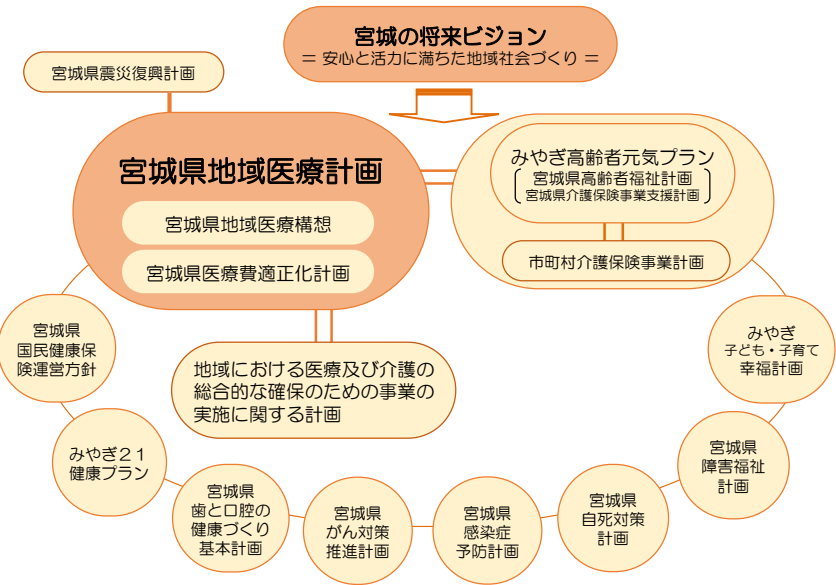 宮城の将来ビジョン
= 安心と活力に満ちた地域社会づくり =
宮城県震災復興計画
宮城県地域医療計画
宮城県地域医療構想
宮城県医療費適正化計画
みやぎ高齢者元気プラン
宮城県高齢者福祉計画
宮城県介護保険事業支援計画
市町村介護保険事業計画
地域における医療及び介護の
総合的な確保のための事業の
実施に関する計画
宮城県
国民健康保
険運営方針
みやぎ21
健康プラン
宮城県
歯と口腔の
健康づくり
基本計画
宮城県
がん対策
推進計画
宮城県
感染症
予防計画
宮城県
自死対策
計画
宮城県
障害福祉
計画
みやぎ
子ども・子育て
幸福計画